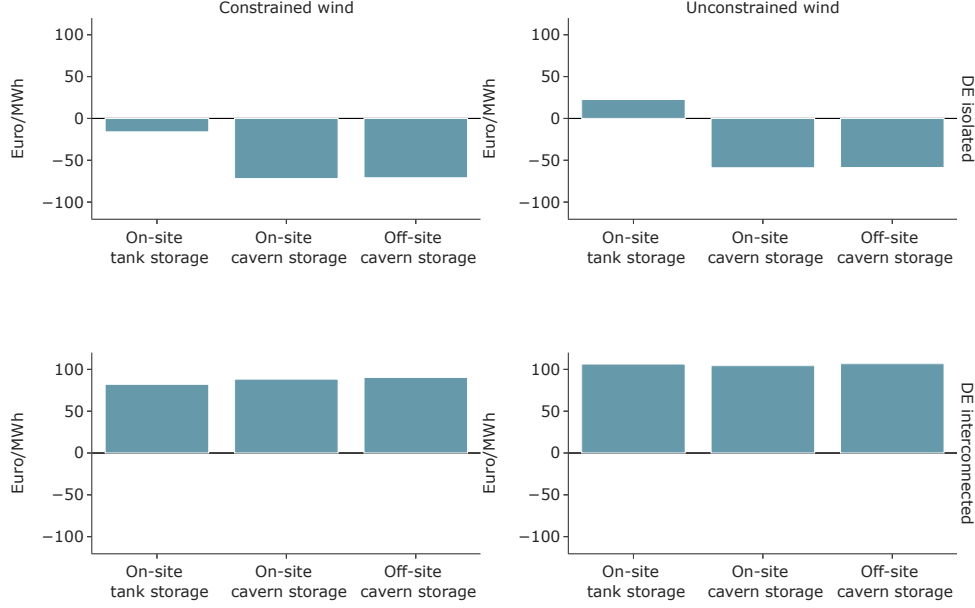 Constrained wind
Unconstrained wind
Euro/MWh
100
50
0
−50
−100
On-site
tank storage
On-site
cavern storage
Off-site
cavern storage
Euro/MWh
100
50
0
−50
−100
On-site
tank storage
On-site
cavern storage
Off-site
cavern storage
DE isolated
Euro/MWh
100
50
0
−50
−100
On-site
tank storage
On-site
cavern storage
Off-site
cavern storage
Euro/MWh
100
50
0
−50
−100
On-site
tank storage
On-site
cavern storage
Off-site
cavern storage
DE interconnected